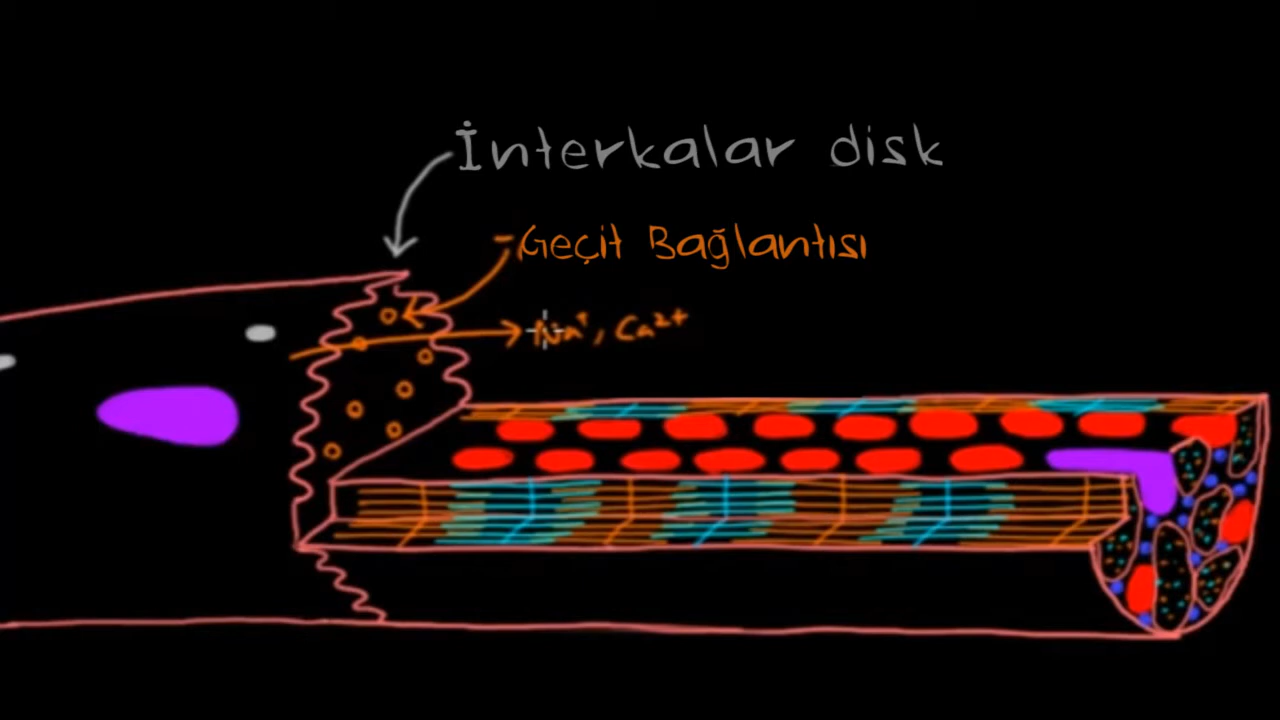 İnterkalar disk
-Geçit Bağlantısı
Na⁺, Ca²⁺